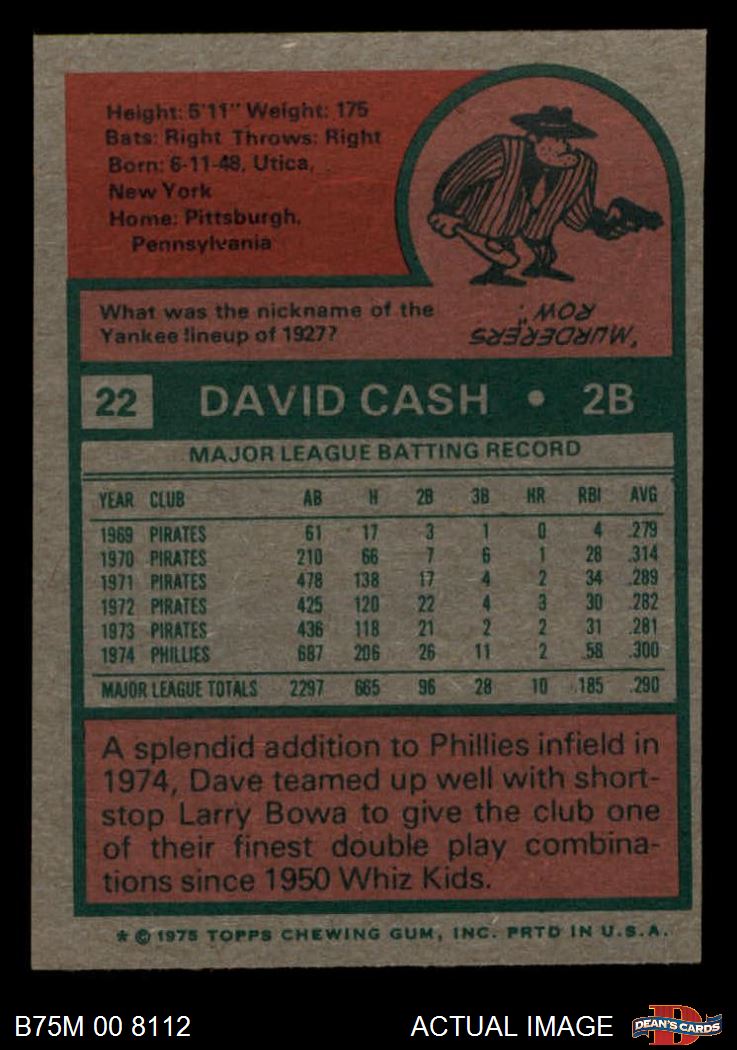 Height: 5'11" Weight: 175
Bats: Right Throws: Right
Born: 6-11-48, Utica,
New York
Home: Pittsburgh,
Pennsylvania
What was the nickname of the
Yankee lineup of 1927?
"MURDERERS
ROW".
22 DAVID CASH • 2B
MAJOR LEAGUE BATTING RECORD
YEAR CLUB AB H 2B 3B HR RBI AVG
1969 PIRATES 61 17 3 1 0 4 .279
1970 PIRATES 210 66 7 6 1 28 .314
1971 PIRATES 478 138 17 4 2 34 .289
1972 PIRATES 425 120 22 4 3 30 .282
1973 PIRATES 436 118 21 2 2 31 .281
1974 PHILLIES 687 206 26 11 2 58 .300
MAJOR LEAGUE TOTALS 2297 665 96 28 10 185 .290
A splendid addition to Phillies infield in
1974, Dave teamed up well with short-
stop Larry Bowa to give the club one
of their finest double play combina-
tions since 1950 Whiz Kids.
* © 1975 TOPPS CHEWING GUM, INC. PRTD IN U.S.A.
B75M 00 8112 ACTUAL IMAGE DEAN'S CARDS